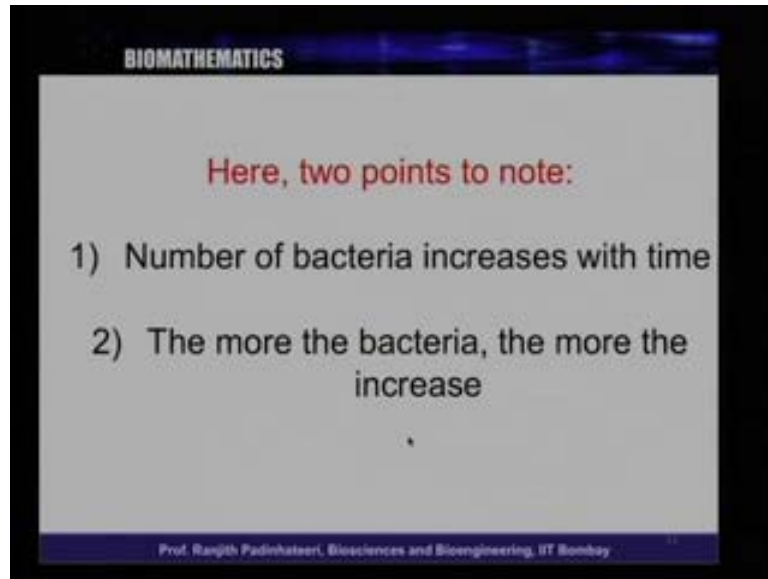 BIOMATHEMATICS
Here, two points to note:
1) Number of bacteria increases with time
2) The more the bacteria, the more the
increase
Prof. Ranjith Padinhateeri, Biosciences and Bioengineering, IIT Bombay